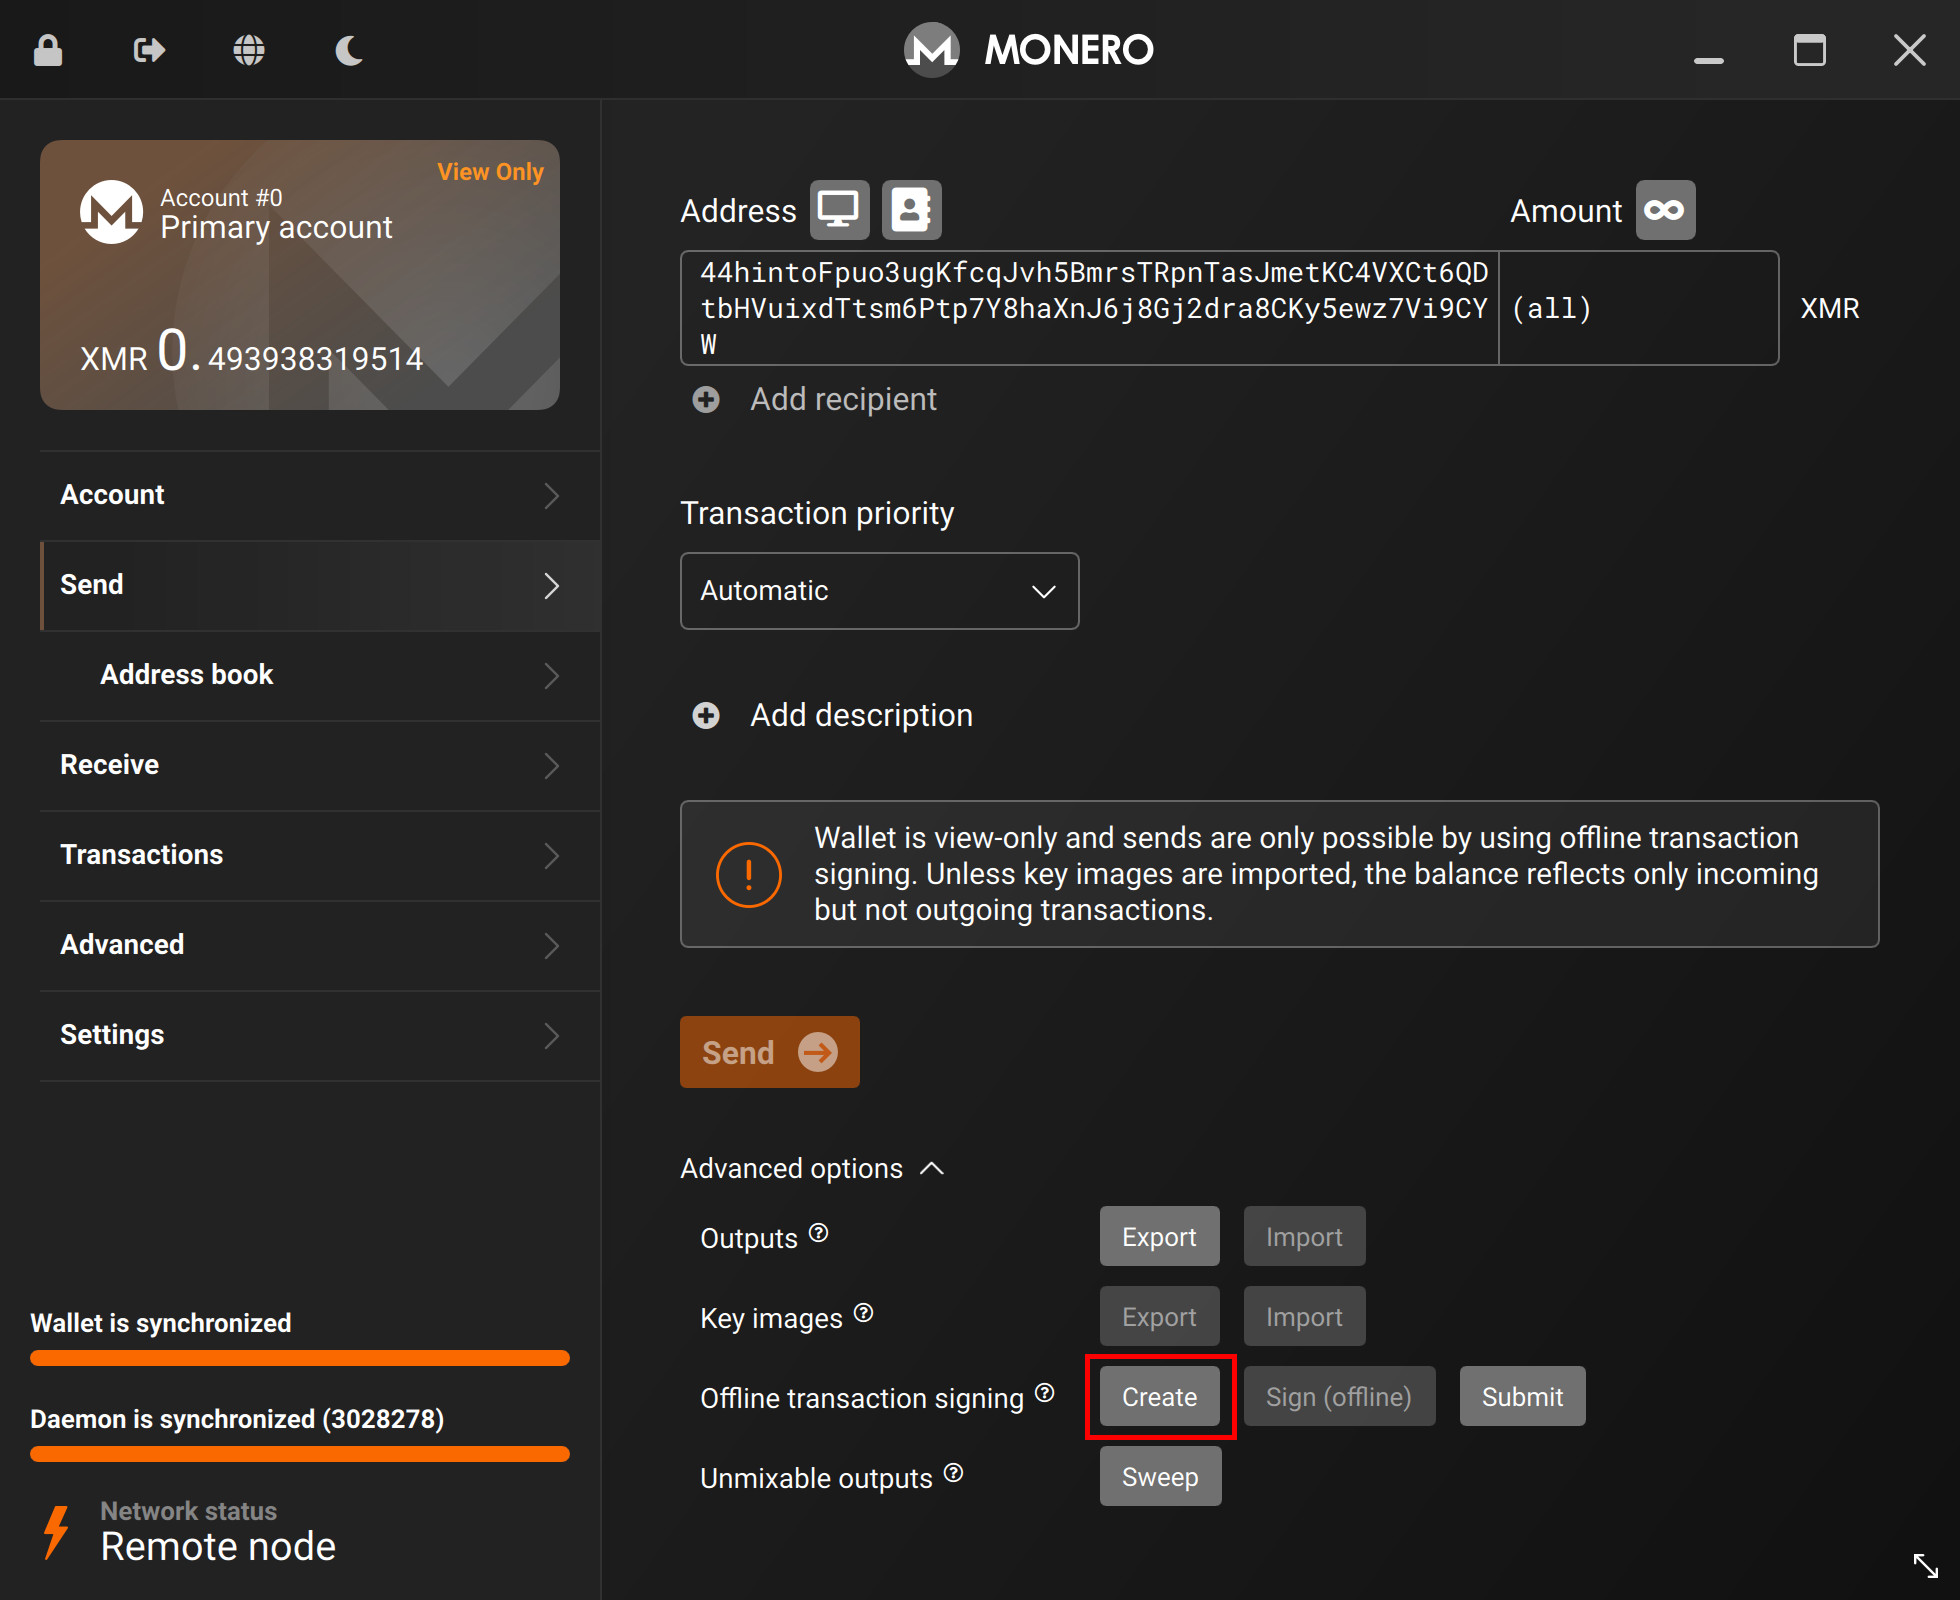 MONERO
View Only
Account #0
Primary account
XMR 0.493938319514
Account
Send
Address book
Receive
Transactions
Advanced
Settings
Wallet is synchronized
Daemon is synchronized (3028278)
Network status
Remote node
Address
Amount
44hintoFpuo3ugKfcqJvh5BmrsTRpnTasJmetKC4VXCt6QD
tbHVuixdTtsm6Ptp7Y8haXnJ6j8Gj2dra8CKy5ewz7Vi9CY
W
(all)
XMR
Add recipient
Transaction priority
Automatic
Add description
Wallet is view-only and sends are only possible by using offline transaction
signing. Unless key images are imported, the balance reflects only incoming
but not outgoing transactions.
Send
Advanced options
Outputs ? Export Import
Key images ? Export Import
Offline transaction signing ? Create Sign (offline) Submit
Unmixable outputs ? Sweep